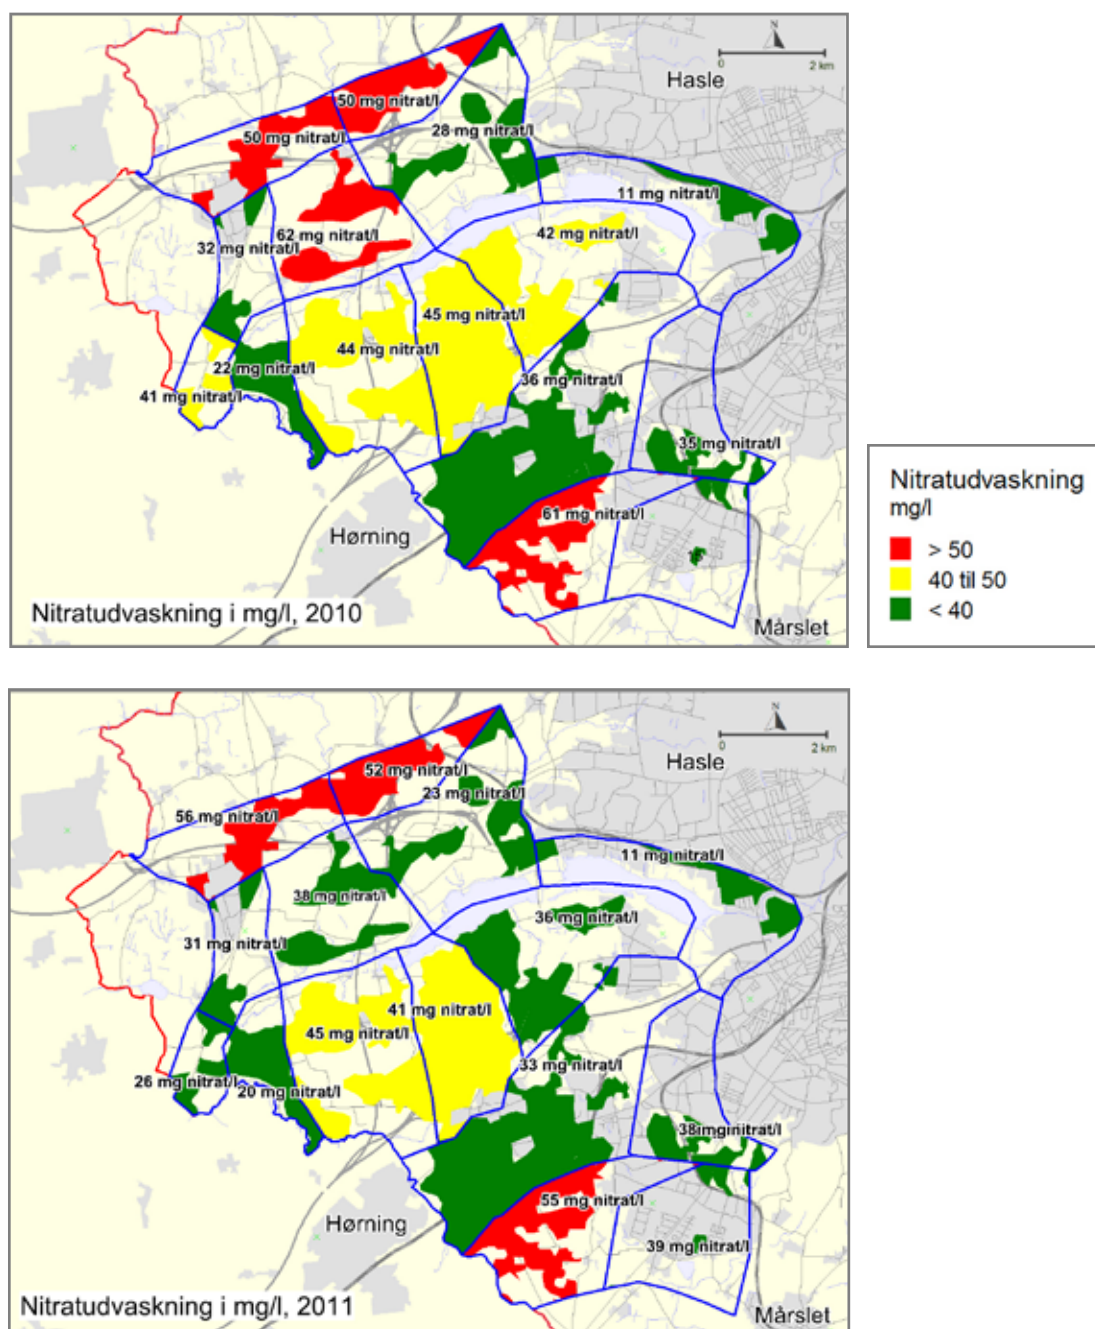 N
0 2 km
Hasle
50 mg nitrat/l
50 mg nitrat/l
28 mg nitrat/l
11 mg nitrat/l
62 mg nitrat/l
42 mg nitrat/l
32 mg nitrat/l
45 mg nitrat/l
44 mg nitrat/l
22 mg nitrat/l
36 mg nitrat/l
41 mg nitrat/l
35 mg nitrat/l
61 mg nitrat/l
Hørning
Nitratudvaskning i mg/l, 2010
Mårslet
Nitratudvaskning
mg/l
> 50
40 til 50
< 40
N
0 2 km
Hasle
52 mg nitrat/l
23 mg nitrat/l
56 mg nitrat/l
11 mg nitrat/l
38 mg nitrat/l
36 mg nitrat/l
31 mg nitrat/l
41 mg nitrat/l
45 mg nitrat/l
33 mg nitrat/l
26 mg nitrat/l
20 mg nitrat/l
38 mg nitrat/l
55 mg nitrat/l
Hørning
39 mg nitrat/l
Nitratudvaskning i mg/l, 2011
Mårslet